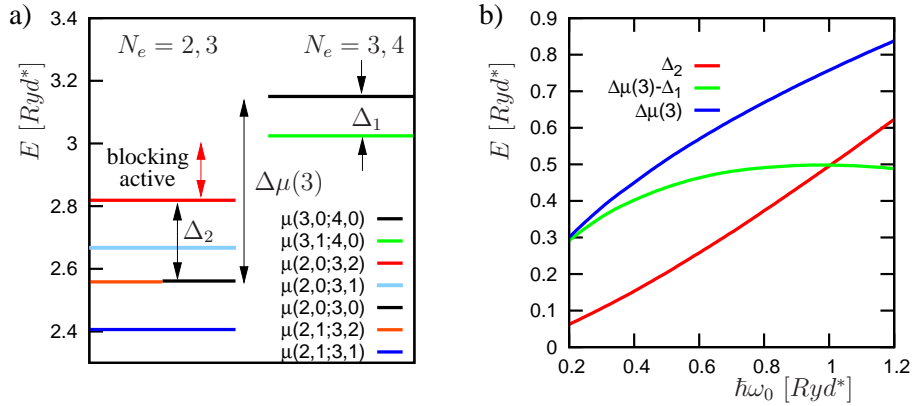 a)
E [Ryd*]
3.4
3.2
3
2.8
2.6
2.4
N_e = 2, 3
N_e = 3, 4
Δ_1
blocking
active
Δμ(3)
Δ_2
μ(3,0;4,0)
μ(3,1;4,0)
μ(2,0;3,2)
μ(2,0;3,1)
μ(2,0;3,0)
μ(2,1;3,2)
μ(2,1;3,1)
b)
E [Ryd*]
0.9
0.8
0.7
0.6
0.5
0.4
0.3
0.2
0.1
0
Δ_2
Δμ(3)-Δ_1
Δμ(3)
0.2 0.4 0.6 0.8 1 1.2
ℏω_0 [Ryd*]